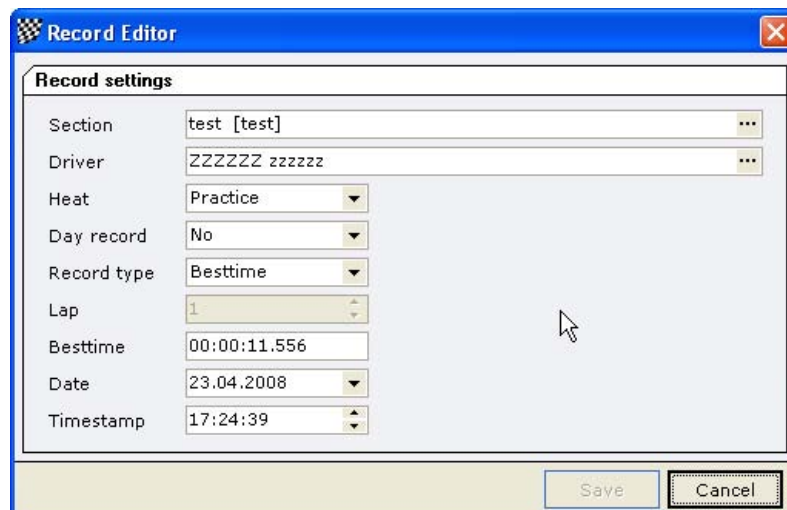 Record Editor
Record settings
Section test [test] ...
Driver ZZZZZZ zzzzzz ...
Heat Practice
Day record No
Record type Besttime
Lap 1
Besttime 00:00:11.556
Date 23.04.2008
Timestamp 17:24:39
Save Cancel